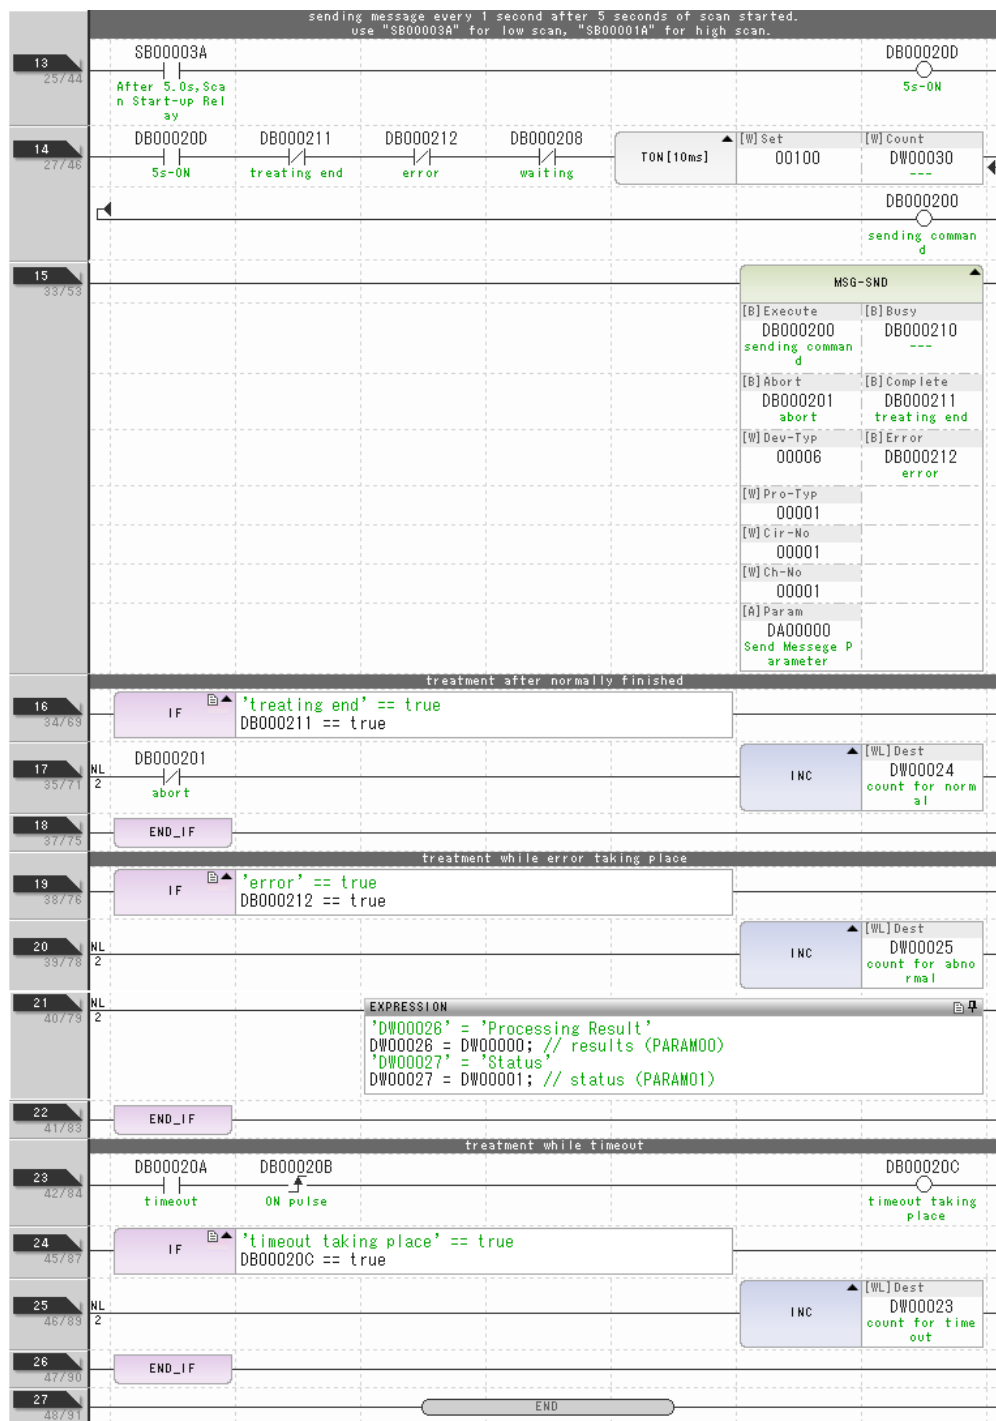 sending message every 1 second after 5 seconds of scan started.
use "SB00003A" for low scan, "SB00001A" for high scan.
13
25/44
SB00003A
After 5.0s,Sca
n Start-up Rel
ay
DB00020D
5s-ON
14
27/46
DB00020D
5s-ON
DB000211
treating end
DB000212
error
DB000208
waiting
TON[10ms]
[W]Set
00100
[W]Count
DW00030
---
DB000200
sending comman
d
15
33/53
MSG-SND
[B]Execute
DB000200
sending comman
d
[B]Busy
DB000210
---
[B]Abort
DB000201
abort
[B]Complete
DB000211
treating end
[W]Dev-Typ
00006
[B]Error
DB000212
error
[W]Pro-Typ
00001
[W]Cir-No
00001
[W]Ch-No
00001
[A]Param
DA00000
Send Messege P
arameter
treatment after normally finished
16
34/69
IF
'treating end' == true
DB000211 == true
17
35/71
NL
2
DB000201
abort
INC
[WL]Dest
DW00024
count for norm
al
18
37/75
END_IF
treatment while error taking place
19
38/76
IF
'error' == true
DB000212 == true
20
39/78
NL
2
INC
[WL]Dest
DW00025
count for abno
rmal
21
40/79
NL
2
EXPRESSION
'DW00026' = 'Processing Result'
DW00026 = DW00000; // results (PARAM00)
'DW00027' = 'Status'
DW00027 = DW00001; // status (PARAM01)
22
41/83
END_IF
treatment while timeout
23
42/84
DB00020A
timeout
DB00020B
ON pulse
DB00020C
timeout taking
place
24
45/87
IF
'timeout taking place' == true
DB00020C == true
25
46/89
NL
2
INC
[WL]Dest
DW00023
count for time
out
26
47/90
END_IF
27
48/91
END